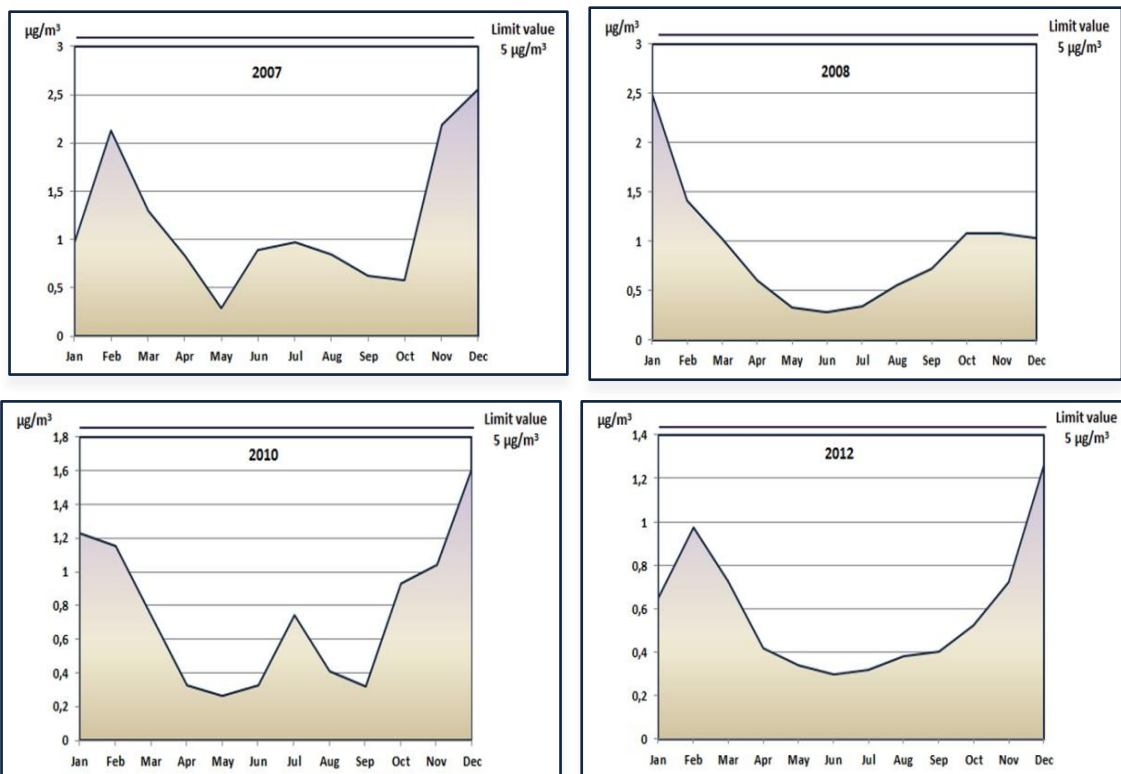 µg/m³
Limit value
5 µg/m³
2007
3
2,5
2
1,5
1
0,5
0
Jan Feb Mar Apr May Jun Jul Aug Sep Oct Nov Dec
µg/m³
Limit value
5 µg/m³
2008
3
2,5
2
1,5
1
0,5
0
Jan Feb Mar Apr May Jun Jul Aug Sep Oct Nov Dec
µg/m³
Limit value
5 µg/m³
2010
1,8
1,6
1,4
1,2
1
0,8
0,6
0,4
0,2
0
Jan Feb Mar Apr May Jun Jul Aug Sep Oct Nov Dec
µg/m³
Limit value
5 µg/m³
2012
1,4
1,2
1
0,8
0,6
0,4
0,2
0
Jan Feb Mar Apr May Jun Jul Aug Sep Oct Nov Dec